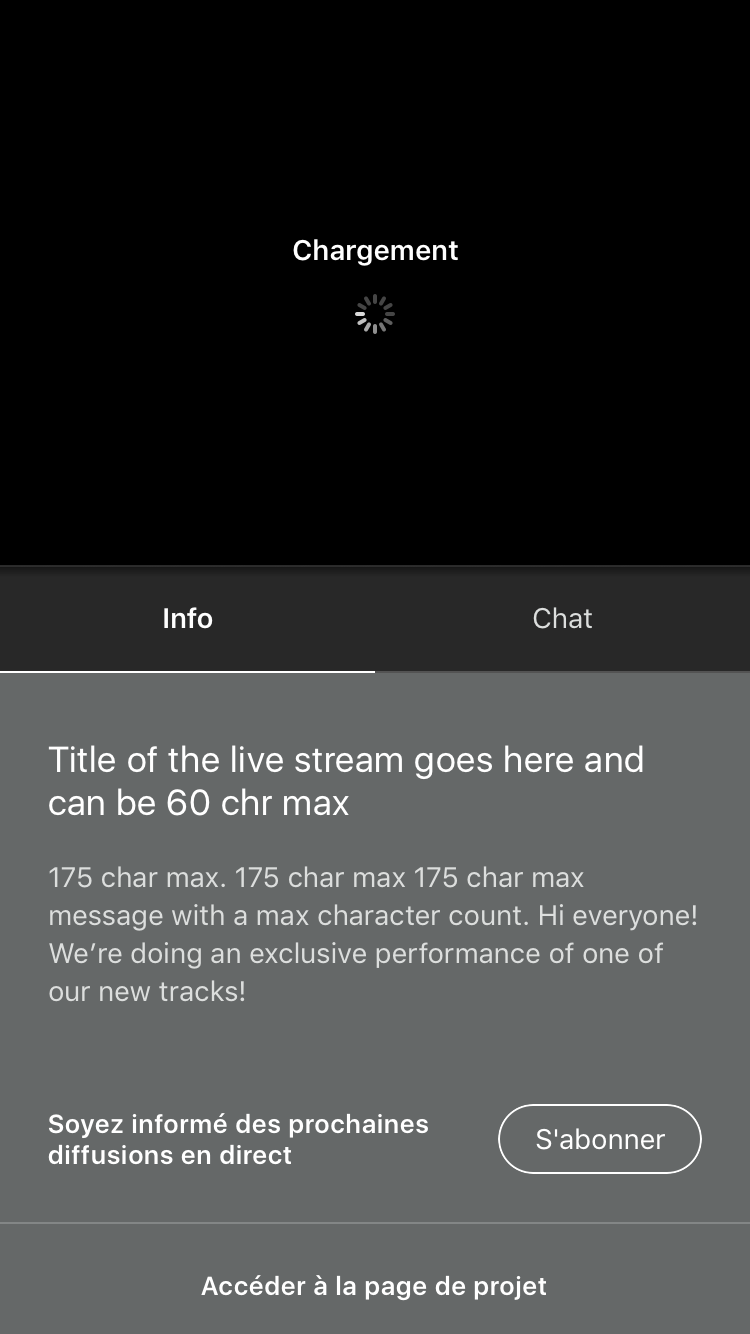 Chargement
Info
Chat
Title of the live stream goes here and
can be 60 chr max
175 char max. 175 char max 175 char max
message with a max character count. Hi everyone!
We’re doing an exclusive performance of one of
our new tracks!
Soyez informé des prochaines
diffusions en direct
S'abonner
Accéder à la page de projet